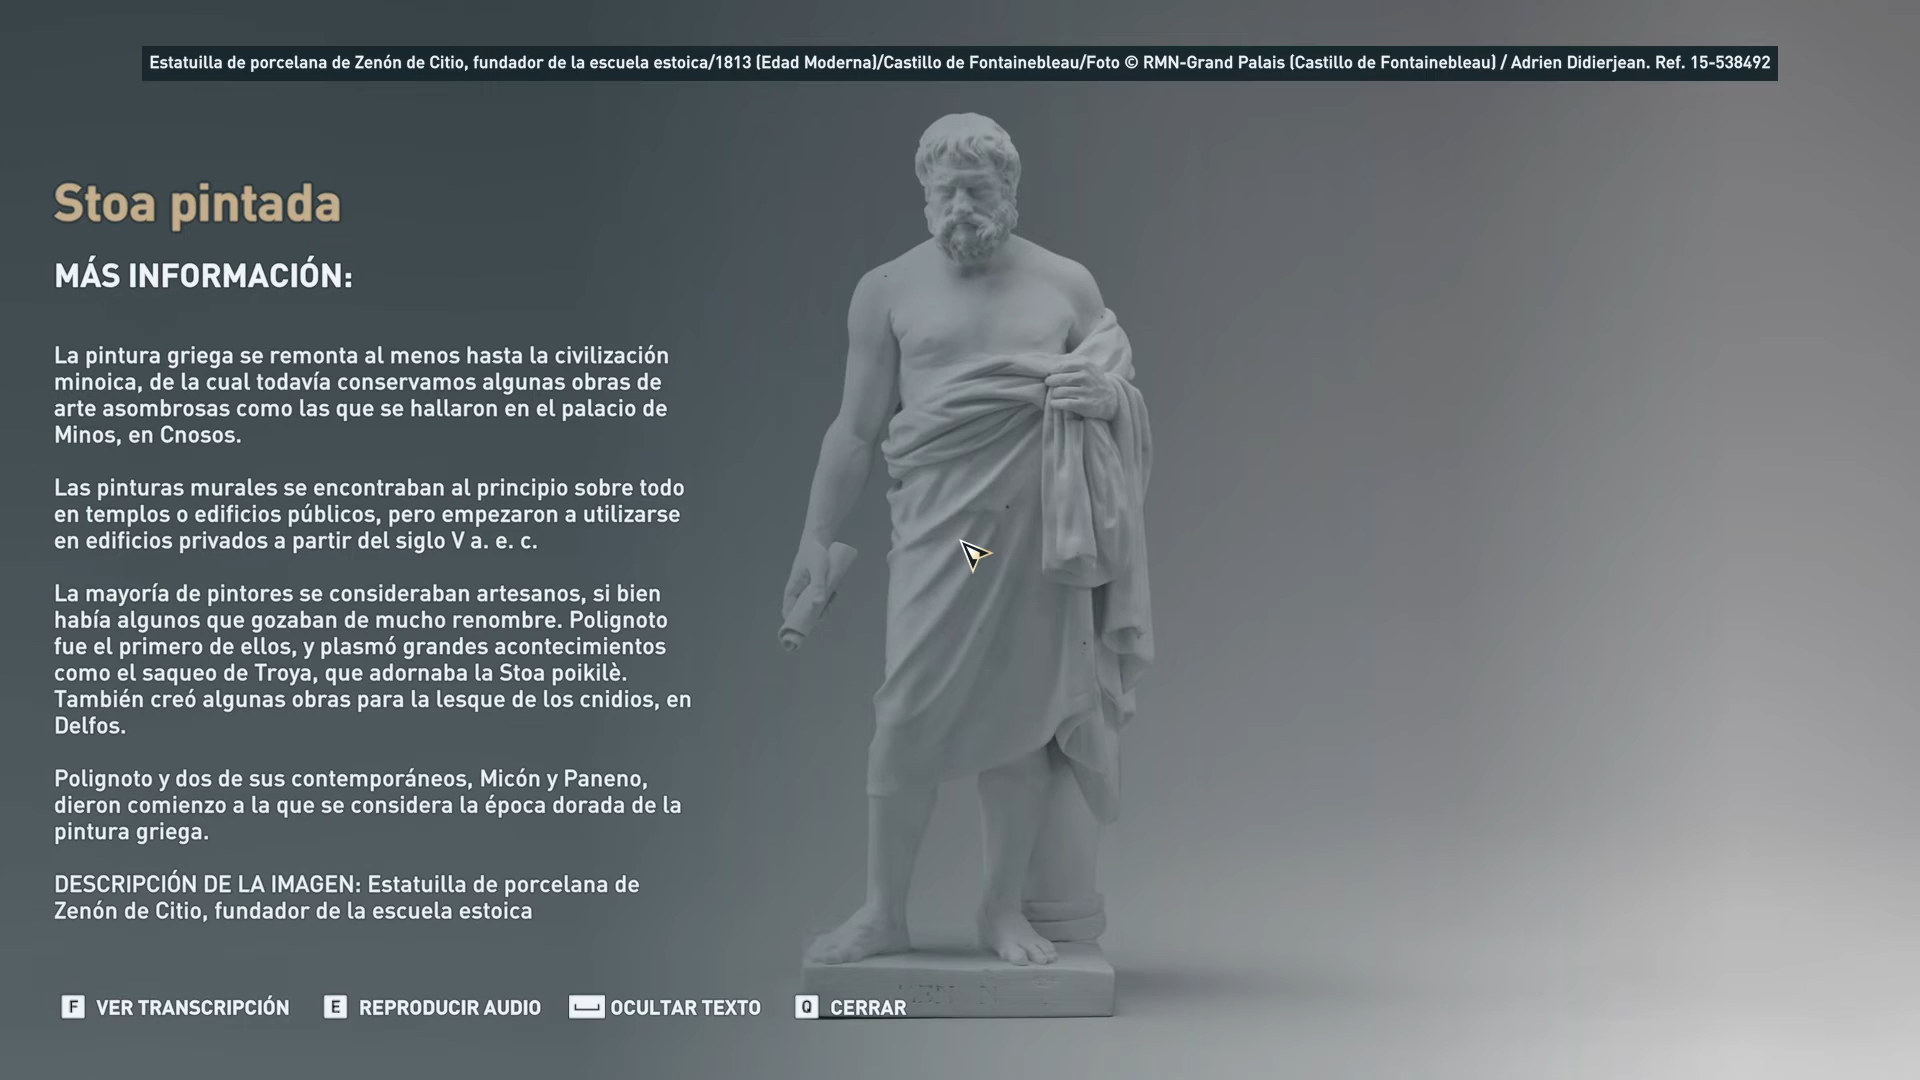 Estatuilla de porcelana de Zenón de Citio, fundador de la escuela estoica/1813 (Edad Moderna)/Castillo de Fontainebleau/Foto © RMN-Grand Palais (Castillo de Fontainebleau) / Adrien Didierjean. Ref. 15-538492
Stoa pintada
MÁS INFORMACIÓN:
La pintura griega se remonta al menos hasta la civilización
minoica, de la cual todavía conservamos algunas obras de
arte asombrosas como las que se hallaron en el palacio de
Minos, en Cnosos.
Las pinturas murales se encontraban al principio sobre todo
en templos o edificios públicos, pero empezaron a utilizarse
en edificios privados a partir del siglo V a. e. c.
La mayoría de pintores se consideraban artesanos, si bien
había algunos que gozaban de mucho renombre. Polignoto
fue el primero de ellos, y plasmó grandes acontecimientos
como el saqueo de Troya, que adornaba la Stoa poikilè.
También creó algunas obras para la lesque de los cnidios, en
Delfos.
Polignoto y dos de sus contemporáneos, Micón y Paneno,
dieron comienzo a la que se considera la época dorada de la
pintura griega.
DESCRIPCIÓN DE LA IMAGEN: Estatuilla de porcelana de
Zenón de Citio, fundador de la escuela estoica
F VER TRANSCRIPCIÓN E REPRODUCIR AUDIO OCULTAR TEXTO Q CERRAR